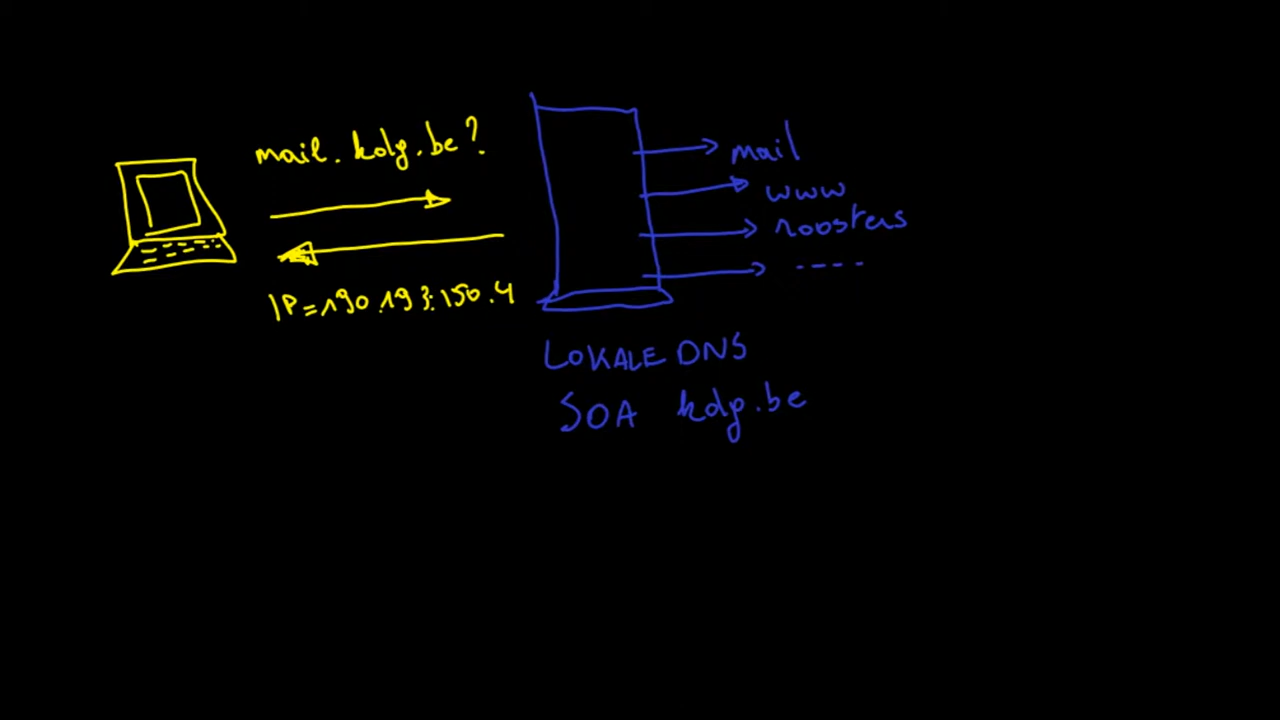 mail.kdg.be?
IP=190.193.150.4
mail
www
roosters
----
LOKALE DNS
SOA kdg.be